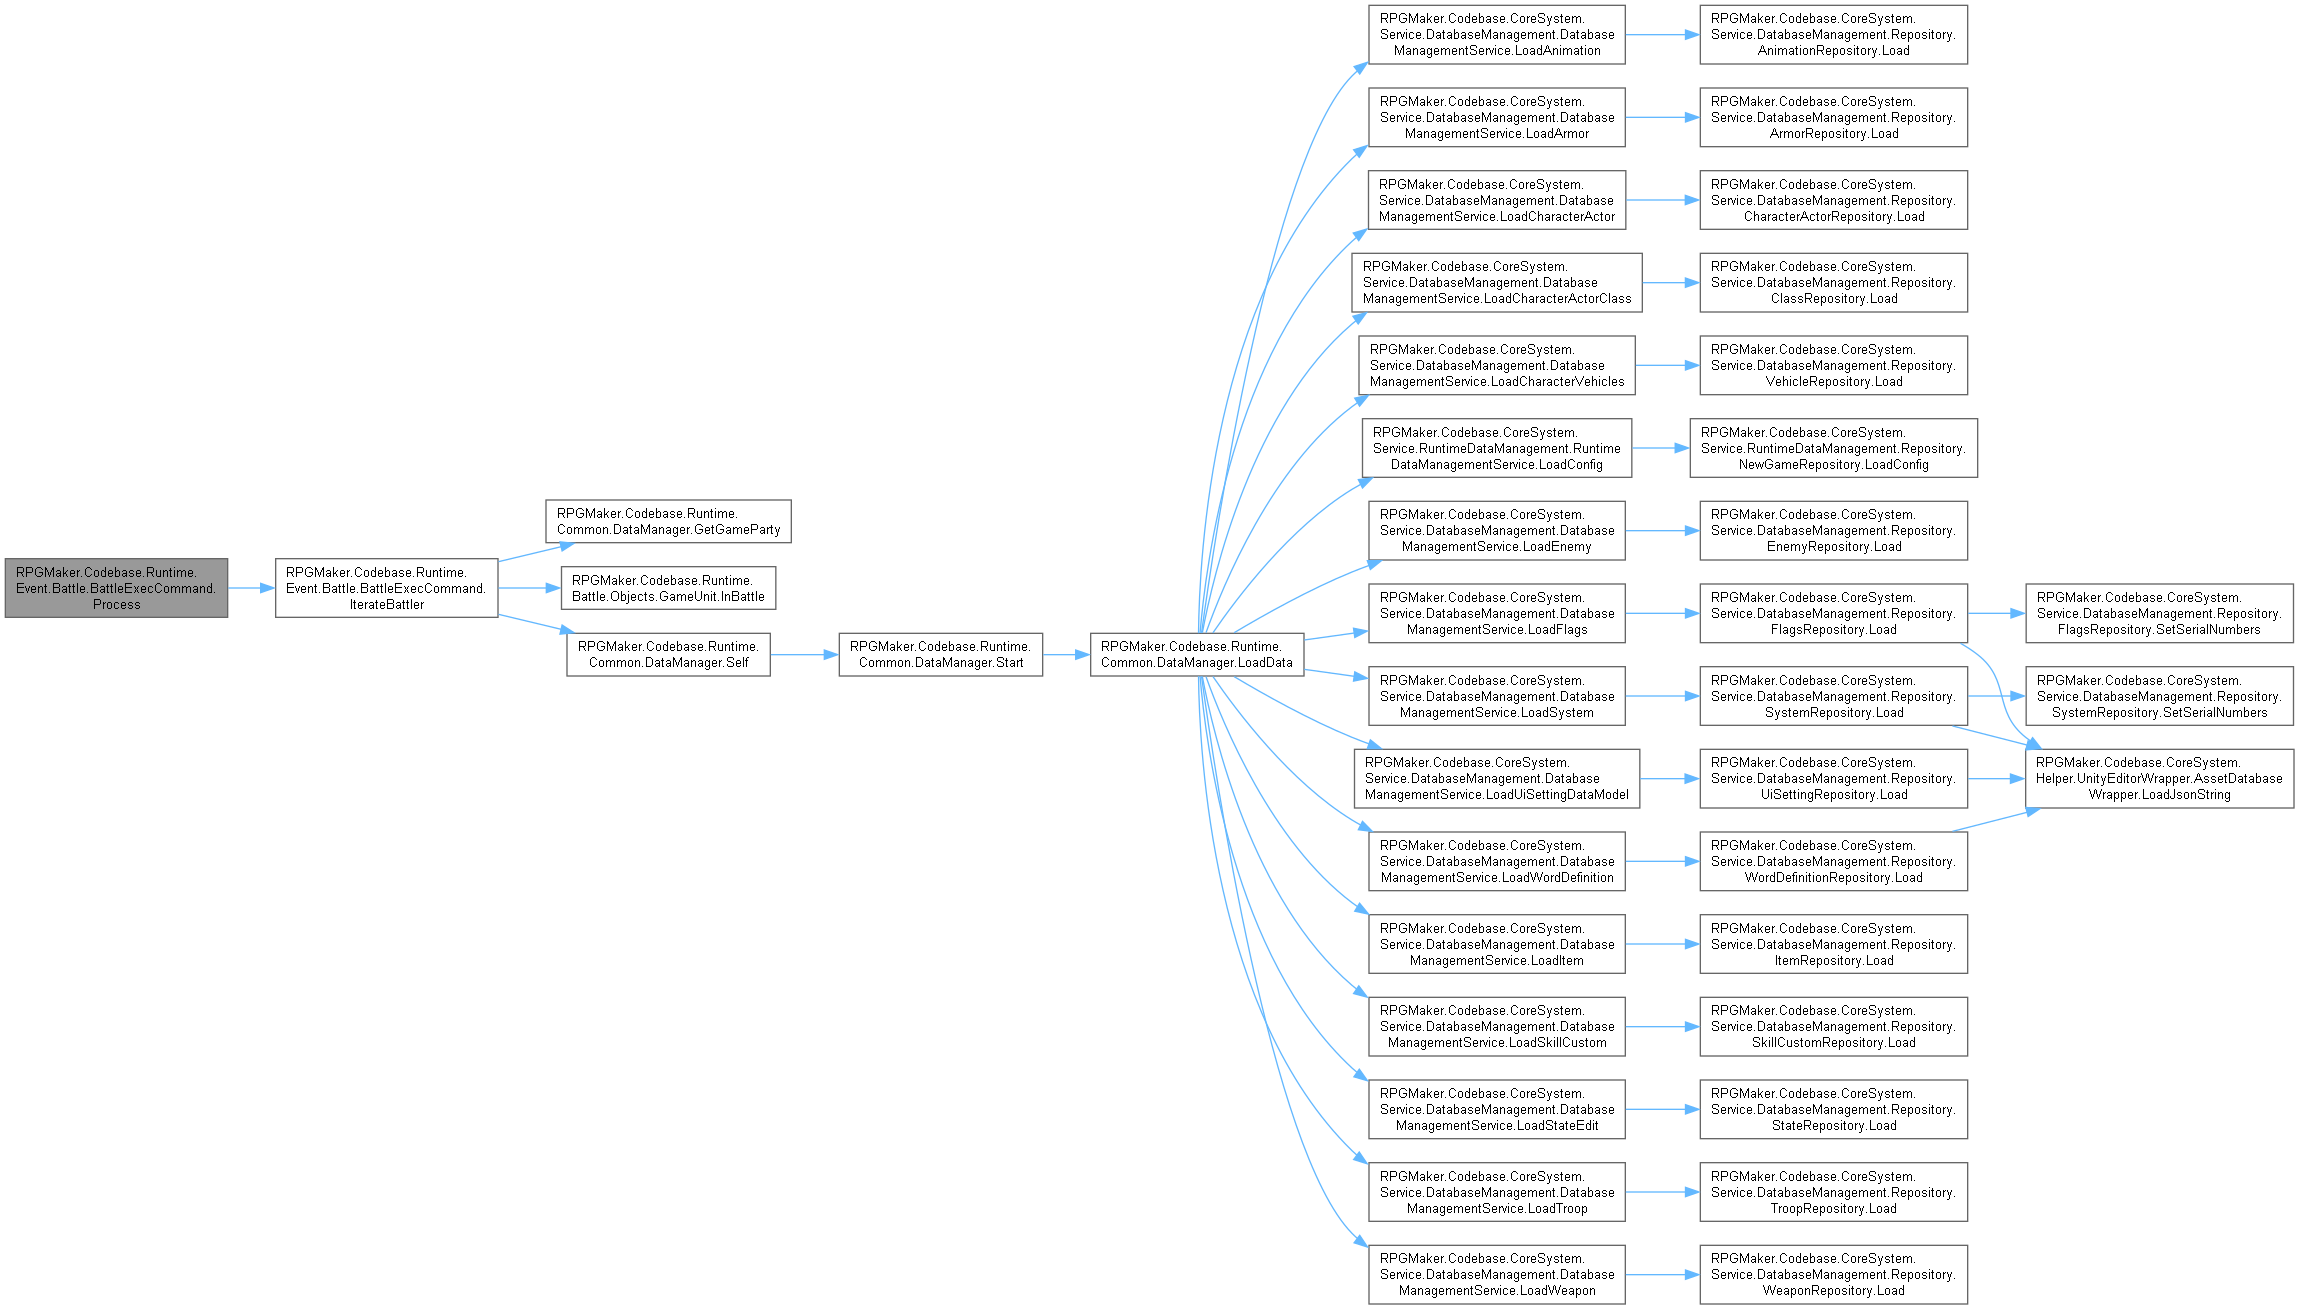 RPGMaker.Codebase.Runtime.
Event.Battle.BattleExecCommand.
Process
RPGMaker.Codebase.Runtime.
Event.Battle.BattleExecCommand.
IterateBattler
RPGMaker.Codebase.Runtime.
Common.DataManager.GetGameParty
RPGMaker.Codebase.Runtime.
Battle.Objects.GameUnit.InBattle
RPGMaker.Codebase.Runtime.
Common.DataManager.Self
RPGMaker.Codebase.Runtime.
Common.DataManager.Start
RPGMaker.Codebase.Runtime.
Common.DataManager.LoadData
RPGMaker.Codebase.CoreSystem.
Service.DatabaseManagement.Database
ManagementService.LoadAnimation
RPGMaker.Codebase.CoreSystem.
Service.DatabaseManagement.Repository.
AnimationRepository.Load
RPGMaker.Codebase.CoreSystem.
Service.DatabaseManagement.Database
ManagementService.LoadArmor
RPGMaker.Codebase.CoreSystem.
Service.DatabaseManagement.Repository.
ArmorRepository.Load
RPGMaker.Codebase.CoreSystem.
Service.DatabaseManagement.Database
ManagementService.LoadCharacterActor
RPGMaker.Codebase.CoreSystem.
Service.DatabaseManagement.Repository.
CharacterActorRepository.Load
RPGMaker.Codebase.CoreSystem.
Service.DatabaseManagement.Database
ManagementService.LoadCharacterActorClass
RPGMaker.Codebase.CoreSystem.
Service.DatabaseManagement.Repository.
ClassRepository.Load
RPGMaker.Codebase.CoreSystem.
Service.DatabaseManagement.Database
ManagementService.LoadCharacterVehicles
RPGMaker.Codebase.CoreSystem.
Service.DatabaseManagement.Repository.
VehicleRepository.Load
RPGMaker.Codebase.CoreSystem.
Service.RuntimeDataManagement.Runtime
DataManagementService.LoadConfig
RPGMaker.Codebase.CoreSystem.
Service.RuntimeDataManagement.Repository.
NewGameRepository.LoadConfig
RPGMaker.Codebase.CoreSystem.
Service.DatabaseManagement.Database
ManagementService.LoadEnemy
RPGMaker.Codebase.CoreSystem.
Service.DatabaseManagement.Repository.
EnemyRepository.Load
RPGMaker.Codebase.CoreSystem.
Service.DatabaseManagement.Database
ManagementService.LoadFlags
RPGMaker.Codebase.CoreSystem.
Service.DatabaseManagement.Repository.
FlagsRepository.Load
RPGMaker.Codebase.CoreSystem.
Service.DatabaseManagement.Repository.
FlagsRepository.SetSerialNumbers
RPGMaker.Codebase.CoreSystem.
Service.DatabaseManagement.Database
ManagementService.LoadSystem
RPGMaker.Codebase.CoreSystem.
Service.DatabaseManagement.Repository.
SystemRepository.Load
RPGMaker.Codebase.CoreSystem.
Service.DatabaseManagement.Repository.
SystemRepository.SetSerialNumbers
RPGMaker.Codebase.CoreSystem.
Service.DatabaseManagement.Database
ManagementService.LoadUiSettingDataModel
RPGMaker.Codebase.CoreSystem.
Service.DatabaseManagement.Repository.
UiSettingRepository.Load
RPGMaker.Codebase.CoreSystem.
Helper.UnityEditorWrapper.AssetDatabase
Wrapper.LoadJsonString
RPGMaker.Codebase.CoreSystem.
Service.DatabaseManagement.Database
ManagementService.LoadWordDefinition
RPGMaker.Codebase.CoreSystem.
Service.DatabaseManagement.Repository.
WordDefinitionRepository.Load
RPGMaker.Codebase.CoreSystem.
Service.DatabaseManagement.Database
ManagementService.LoadItem
RPGMaker.Codebase.CoreSystem.
Service.DatabaseManagement.Repository.
ItemRepository.Load
RPGMaker.Codebase.CoreSystem.
Service.DatabaseManagement.Database
ManagementService.LoadSkillCustom
RPGMaker.Codebase.CoreSystem.
Service.DatabaseManagement.Repository.
SkillCustomRepository.Load
RPGMaker.Codebase.CoreSystem.
Service.DatabaseManagement.Database
ManagementService.LoadStateEdit
RPGMaker.Codebase.CoreSystem.
Service.DatabaseManagement.Repository.
StateRepository.Load
RPGMaker.Codebase.CoreSystem.
Service.DatabaseManagement.Database
ManagementService.LoadTroop
RPGMaker.Codebase.CoreSystem.
Service.DatabaseManagement.Repository.
TroopRepository.Load
RPGMaker.Codebase.CoreSystem.
Service.DatabaseManagement.Database
ManagementService.LoadWeapon
RPGMaker.Codebase.CoreSystem.
Service.DatabaseManagement.Repository.
WeaponRepository.Load